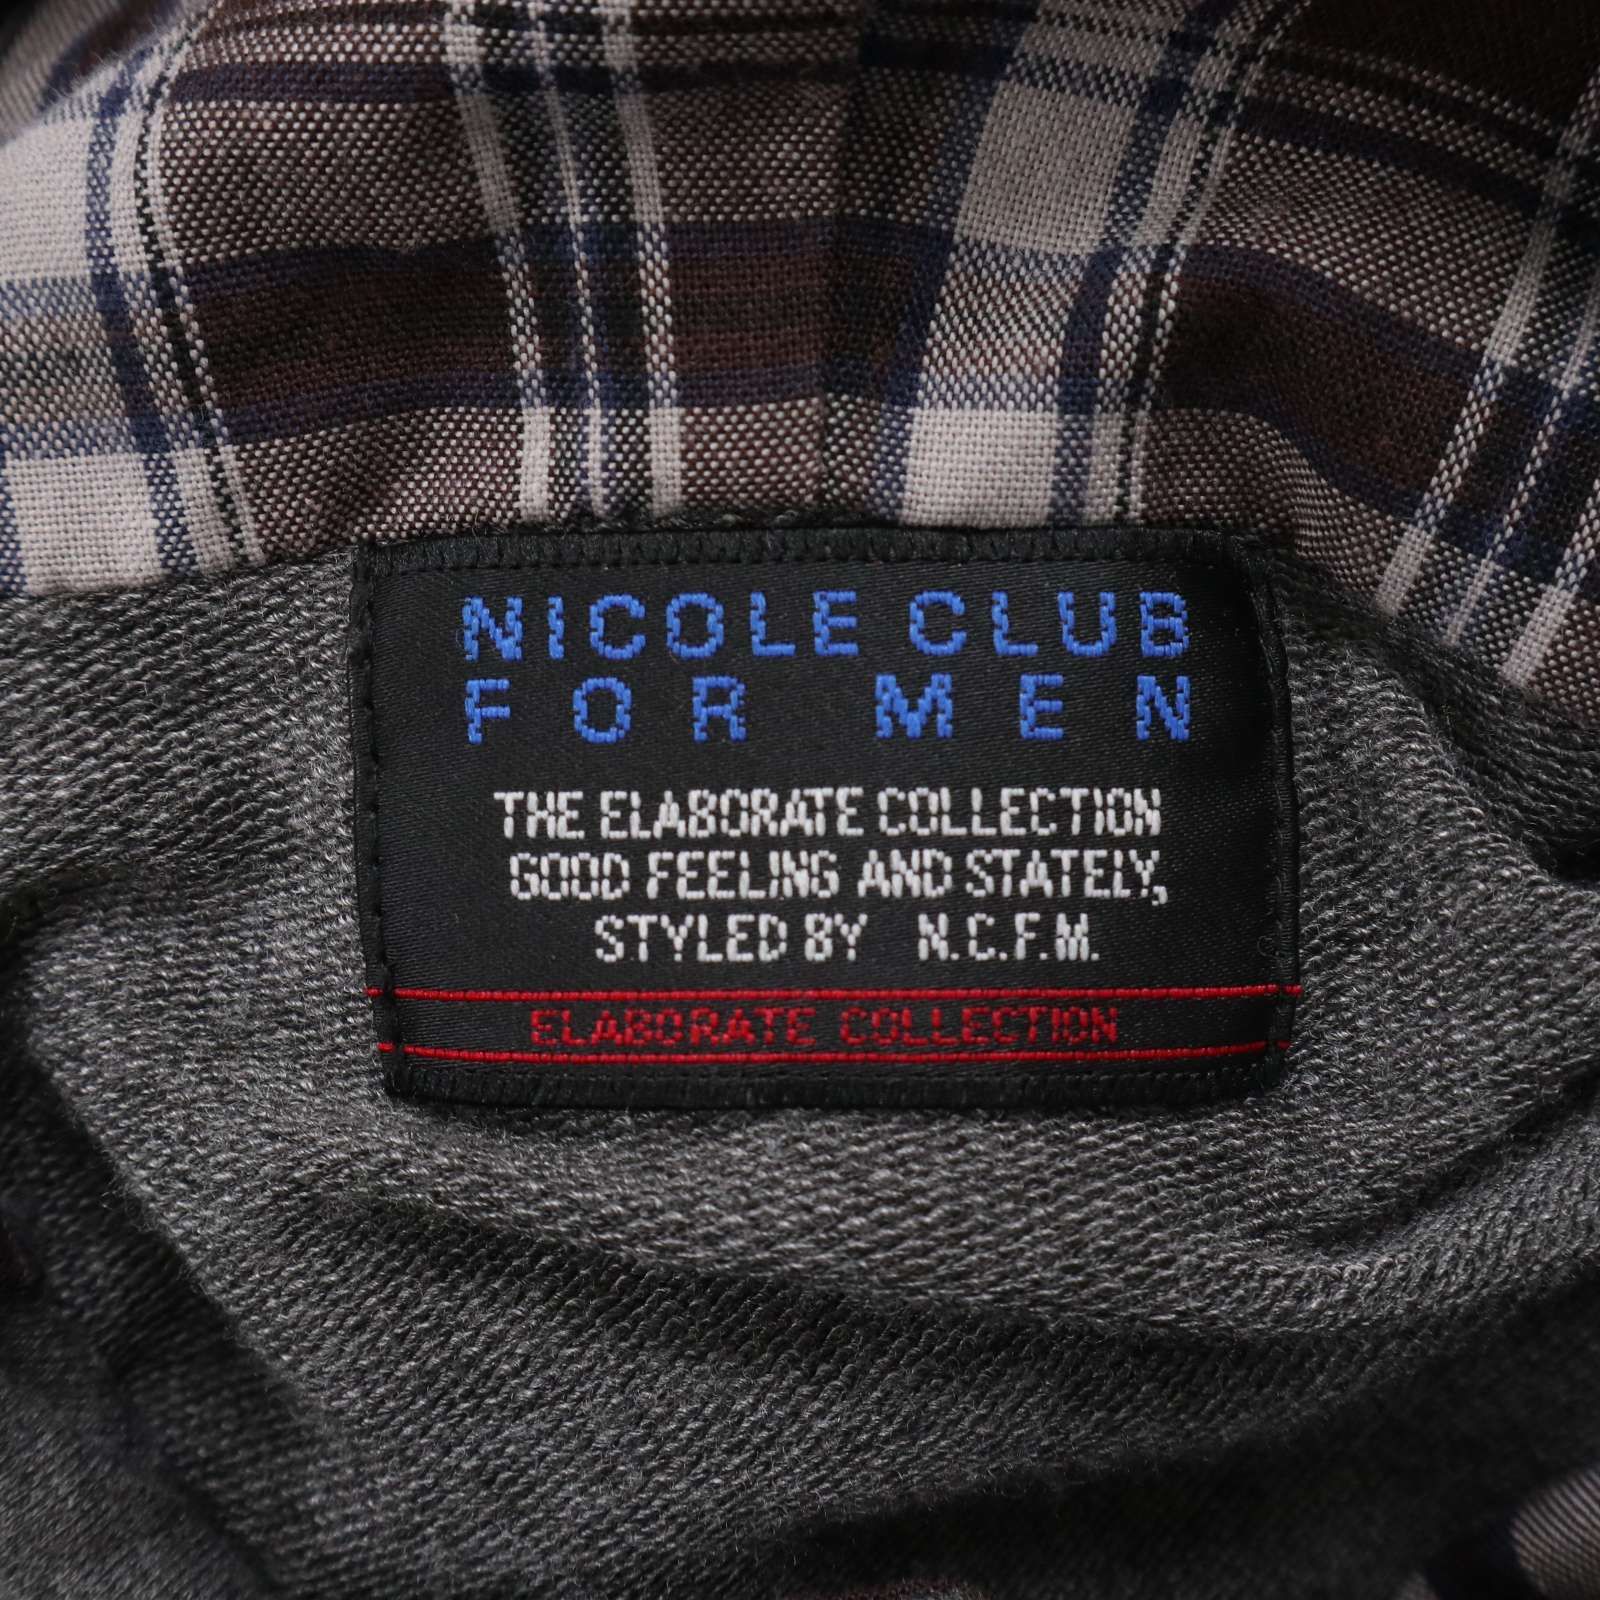 NICOLE CLUB
FOR MEN
THE ELABORATE COLLECTION
GOOD FEELING AND STATELY,
STYLED BY N.C.F.M.
ELABORATE COLLECTION